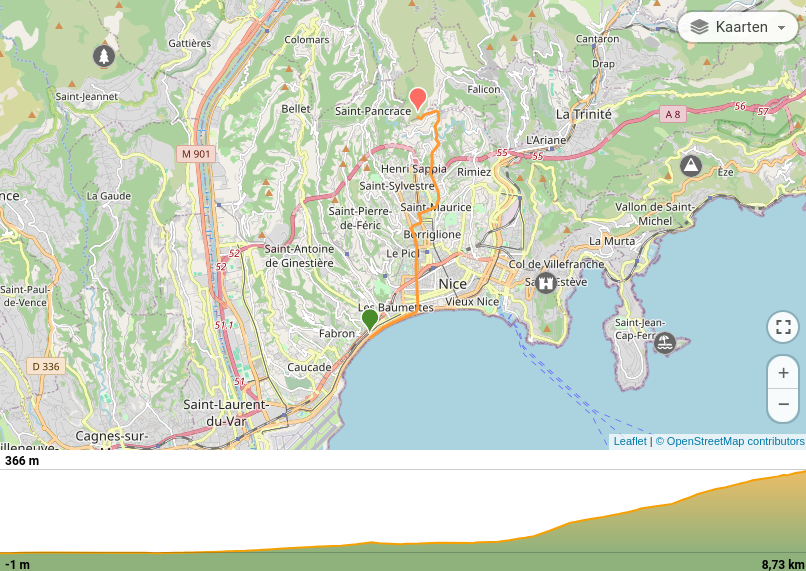 Kaarten
Cantaron
Gattières
Colomars
Drap
Saint-Jeannet
Falicon
Bellet
Saint-Pancrace
La Trinité
A 8
56
57
L'Ariane
M 901
55
55
Henri Sappia
Rimiez
Èze
Saint-Sylvestre
nce
La Gaude
Saint-Maurice
Vallon de Saint-
Michel
Saint-Pierre-
de-Féric
Borriglione
La Murta
52
Saint-Antoine
de Ginestière
Le Piol
Col de Villefranche
52
Nice
Saint-Paul-
de-Vence
Vieux Nice
Les Baumettes
51.1
Fabron
Saint-Jean-
Cap-Ferrat
D 336
Caucade
51
+
Saint-Laurent-
du-Var
−
Cagnes-sur-
Leaflet | © OpenStreetMap contributors
366 m
-1 m
8,73 km